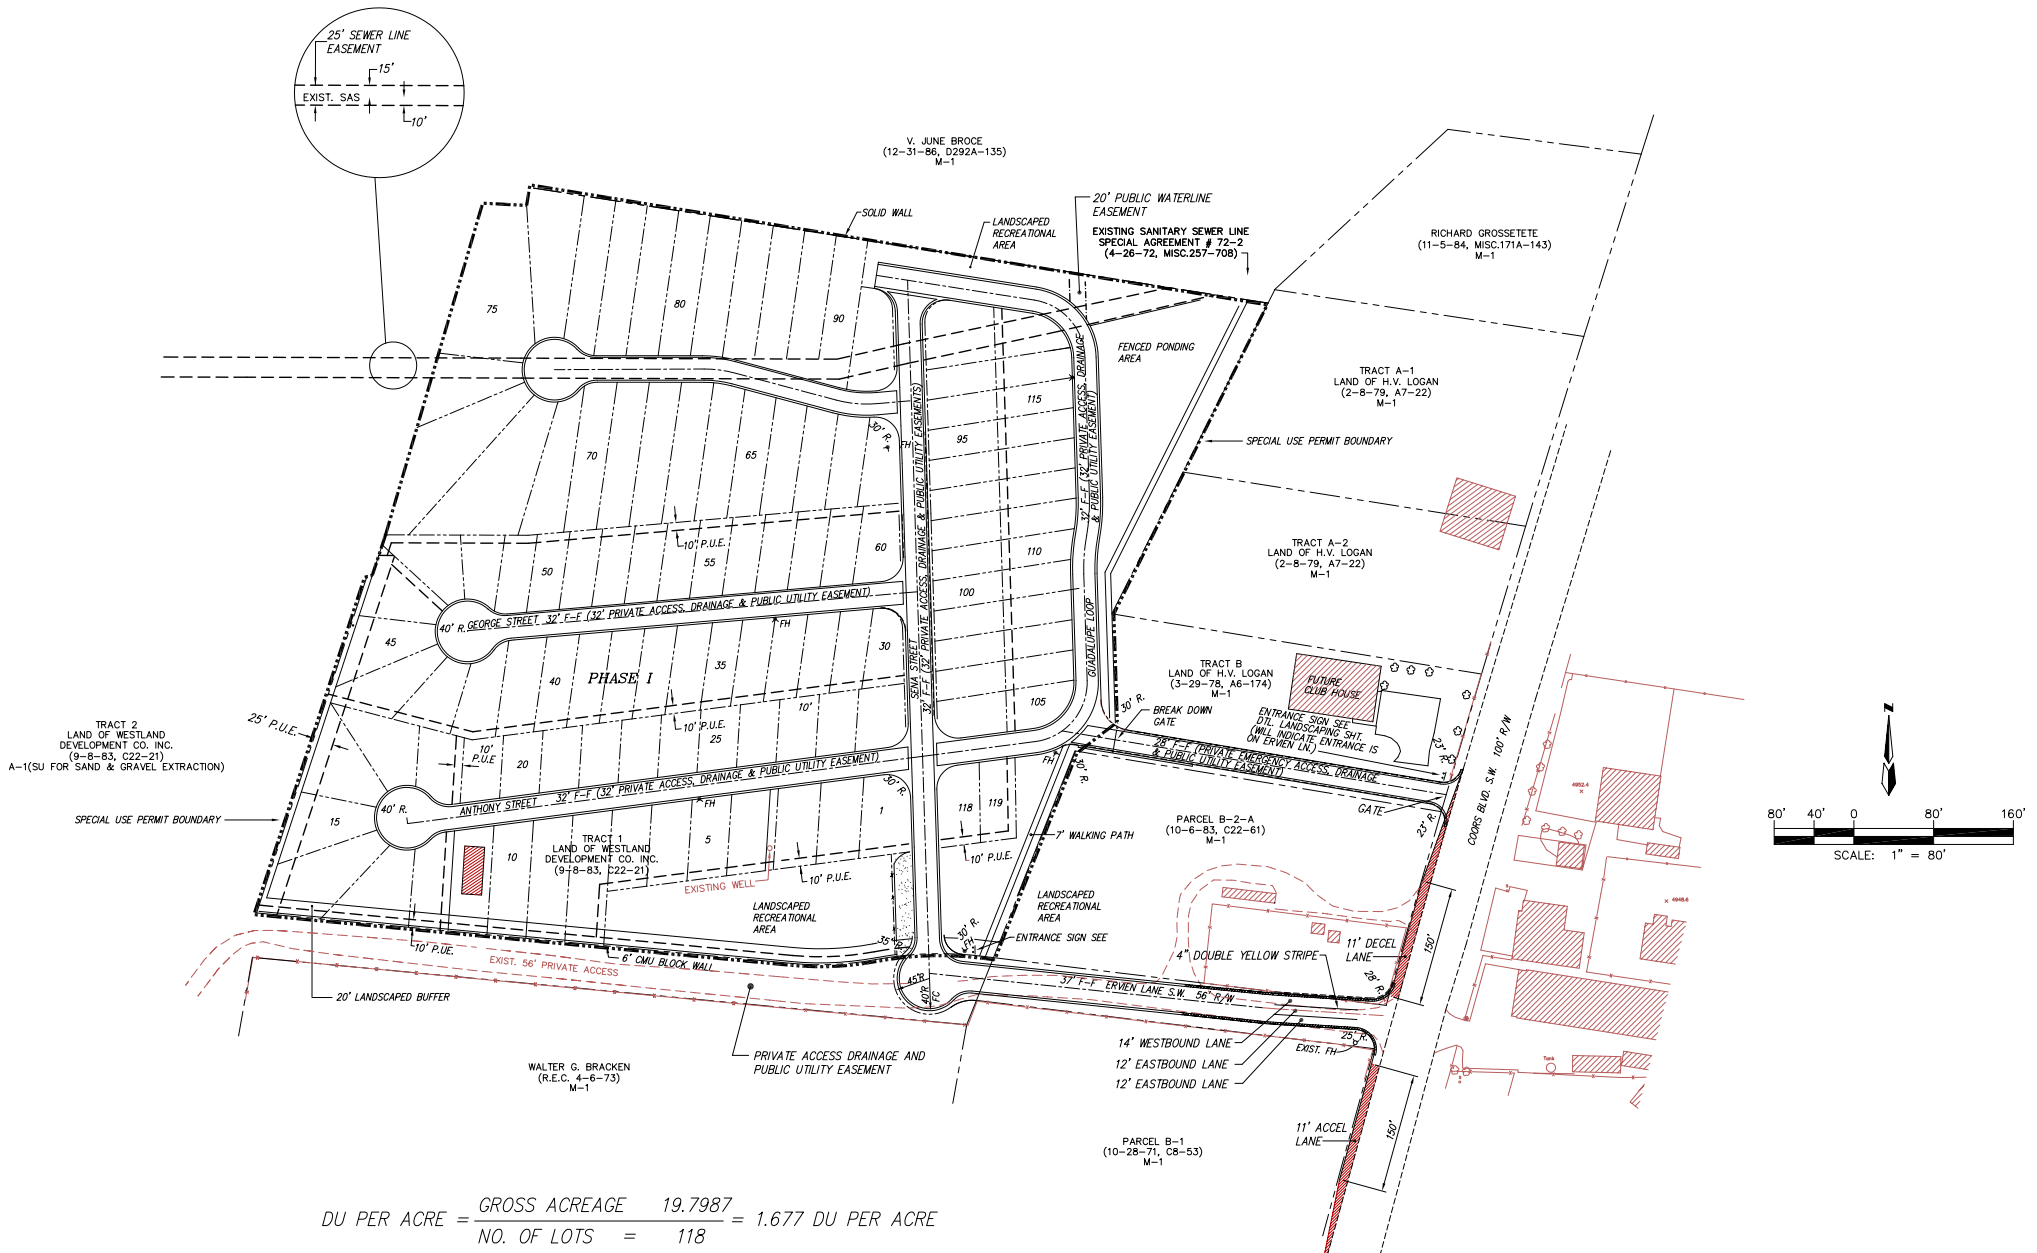 25' SEWER LINE
EASEMENT
15'
EXIST. SAS
10'
V. JUNE BROCE
(12-31-86, D292A-135)
M-1
20' PUBLIC WATERLINE
EASEMENT
EXISTING SANITARY SEWER LINE
SPECIAL AGREEMENT # 72-2
(4-26-72, MISC.257-708)
SOLID WALL
LANDSCAPED
RECREATIONAL
AREA
RICHARD GROSSETETE
(11-5-84, MISC.171A-143)
M-1
75
80
90
FENCED PONDING
AREA
TRACT A-1
LAND OF H.V. LOGAN
(2-8-79, A7-22)
M-1
115
95
30' R.
FH
70
65
SPECIAL USE PERMIT BOUNDARY
SENA STREET
32' F-F (32' PRIVATE ACCESS, DRAINAGE & PUBLIC UTILITY EASEMENTS)
32' F-F (32' PRIVATE ACCESS, DRAINAGE
& PUBLIC UTILITY EASEMENT)
GUADALUPE LOOP
10' P.U.E.
50
55
60
110
100
105
TRACT A-2
LAND OF H.V. LOGAN
(2-8-79, A7-22)
M-1
40' R.
GEORGE STREET 32' F-F (32' PRIVATE ACCESS, DRAINAGE & PUBLIC UTILITY EASEMENT)
FH
45
40
35
30
PHASE I
TRACT B
LAND OF H.V. LOGAN
(3-29-78, A6-174)
M-1
FUTURE
CLUB HOUSE
30' R.
BREAK DOWN
GATE
ENTRANCE SIGN SEE
DTL. LANDSCAPING SHT.
(WILL INDICATE ENTRANCE IS
ON ERVIEN LN.)
23' R.
28' F-F (PRIVATE EMERGENCY ACCESS, DRAINAGE
& PUBLIC UTILITY EASEMENT)
GATE
23' R.
COORS BLVD. S.W. 100' R/W
N
80' 40' 0 80' 160'
SCALE: 1" = 80'
4952.4
4948.6
Tank
TRACT 2
LAND OF WESTLAND
DEVELOPMENT CO. INC.
(9-8-83, C22-21)
A-1(SU FOR SAND & GRAVEL EXTRACTION)
25' P.U.E.
10'
10' P.U.E.
25
20
10'
P.U.E
40' R.
ANTHONY STREET 32' F-F (32' PRIVATE ACCESS, DRAINAGE & PUBLIC UTILITY EASEMENT)
30' R.
FH
FH
30' R.
SPECIAL USE PERMIT BOUNDARY
15
10
5
1
118
119
TRACT 1
LAND OF WESTLAND
DEVELOPMENT CO. INC.
(9-8-83, C22-21)
EXISTING WELL
10' P.U.E.
10' P.U.E.
7' WALKING PATH
PARCEL B-2-A
(10-6-83, C22-61)
M-1
LANDSCAPED
RECREATIONAL
AREA
LANDSCAPED
RECREATIONAL
AREA
35' R.
30' R.
FH
ENTRANCE SIGN SEE
10' P.UE.
6' CMU BLOCK WALL
EXIST. 56' PRIVATE ACCESS
20' LANDSCAPED BUFFER
45'R.
40'R
FC
37' F-F ERVIEN LANE S.W. 56' R/W
4" DOUBLE YELLOW STRIPE
11' DECEL
LANE
150'
28' R.
25' R.
EXIST. FH
14' WESTBOUND LANE
12' EASTBOUND LANE
12' EASTBOUND LANE
PRIVATE ACCESS DRAINAGE AND
PUBLIC UTILITY EASEMENT
WALTER G. BRACKEN
(R.E.C. 4-6-73)
M-1
11' ACCEL
LANE
150'
PARCEL B-1
(10-28-71, C8-53)
M-1
DU PER ACRE = GROSS ACREAGE 19.7987 = 1.677 DU PER ACRE
NO. OF LOTS = 118